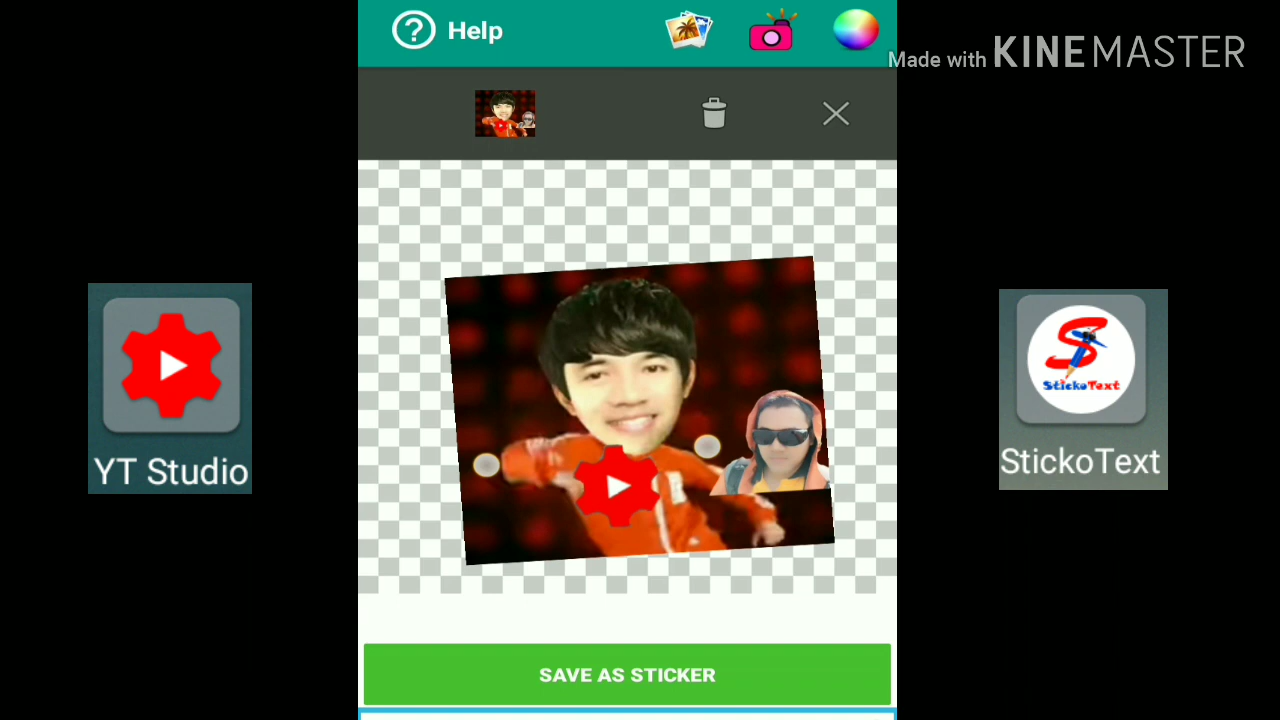 Help
Made with KINEMASTER
YT Studio
StickoText
StickoText
SAVE AS STICKER